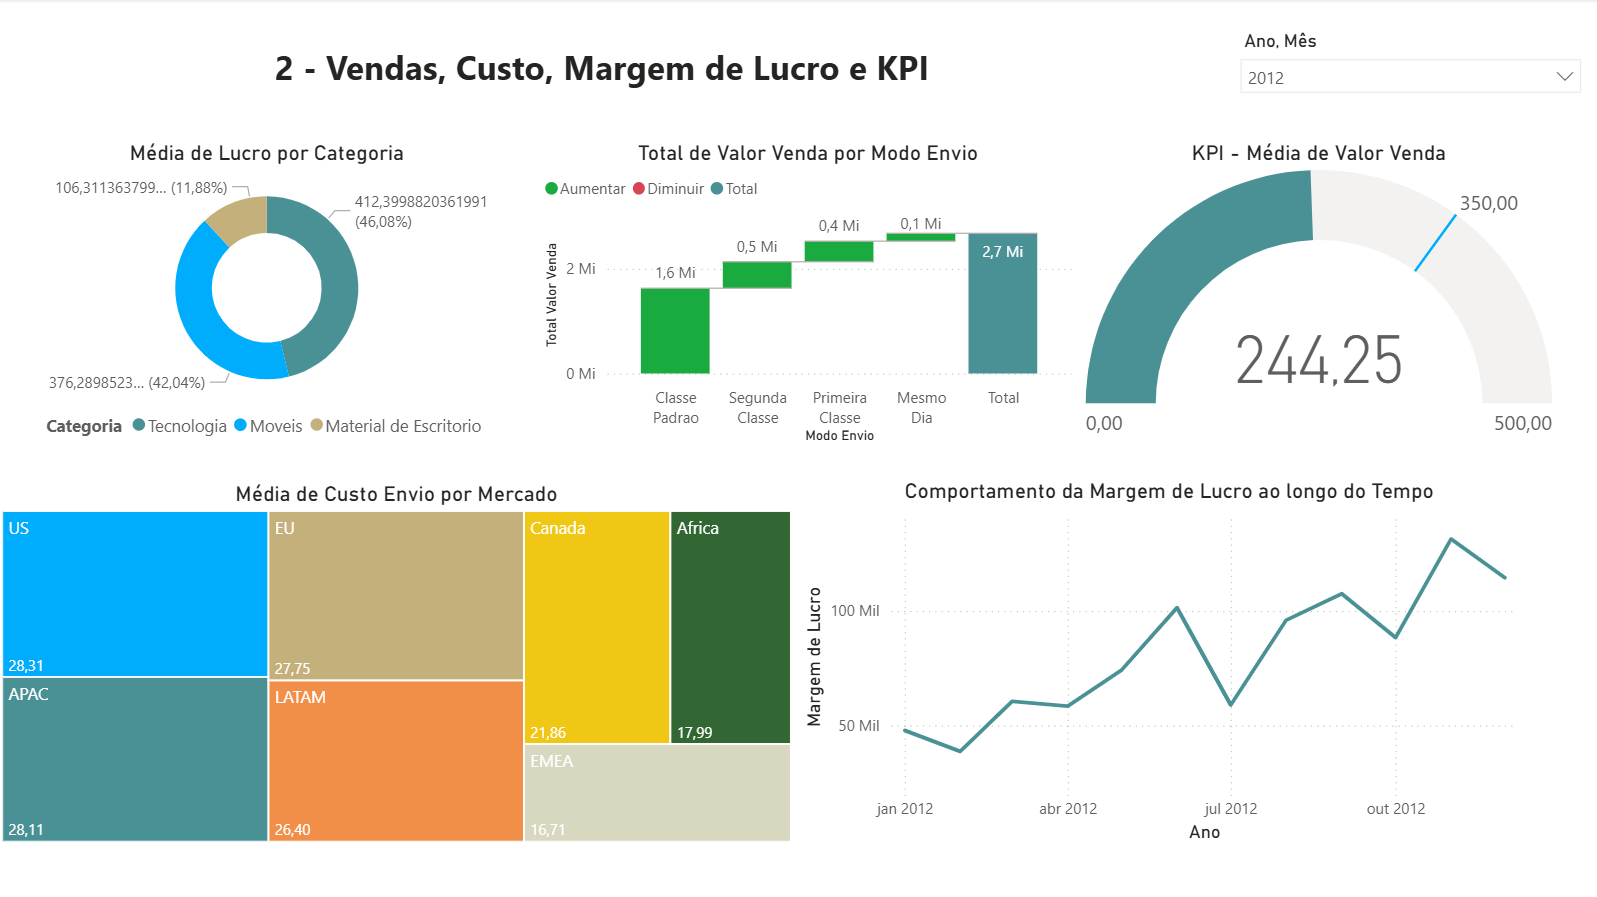 2 - Vendas, Custo, Margem de Lucro e KPI
Ano, Mês
2012
Média de Lucro por Categoria
106,311363799... (11,88%)
412,3998820361991
(46,08%)
376,2898523... (42,04%)
Categoria Tecnologia Moveis Material de Escritorio
Total de Valor Venda por Modo Envio
Aumentar Diminuir Total
Total Valor Venda
2 Mi
0 Mi
1,6 Mi
0,5 Mi
0,4 Mi
0,1 Mi
2,7 Mi
Classe
Padrao
Segunda
Classe
Primeira
Classe
Mesmo
Dia
Total
Modo Envio
KPI - Média de Valor Venda
350,00
244,25
0,00
500,00
Média de Custo Envio por Mercado
US
28,31
APAC
28,11
EU
27,75
LATAM
26,40
Canada
21,86
Africa
17,99
EMEA
16,71
Comportamento da Margem de Lucro ao longo do Tempo
Margem de Lucro
100 Mil
50 Mil
jan 2012
abr 2012
jul 2012
out 2012
Ano